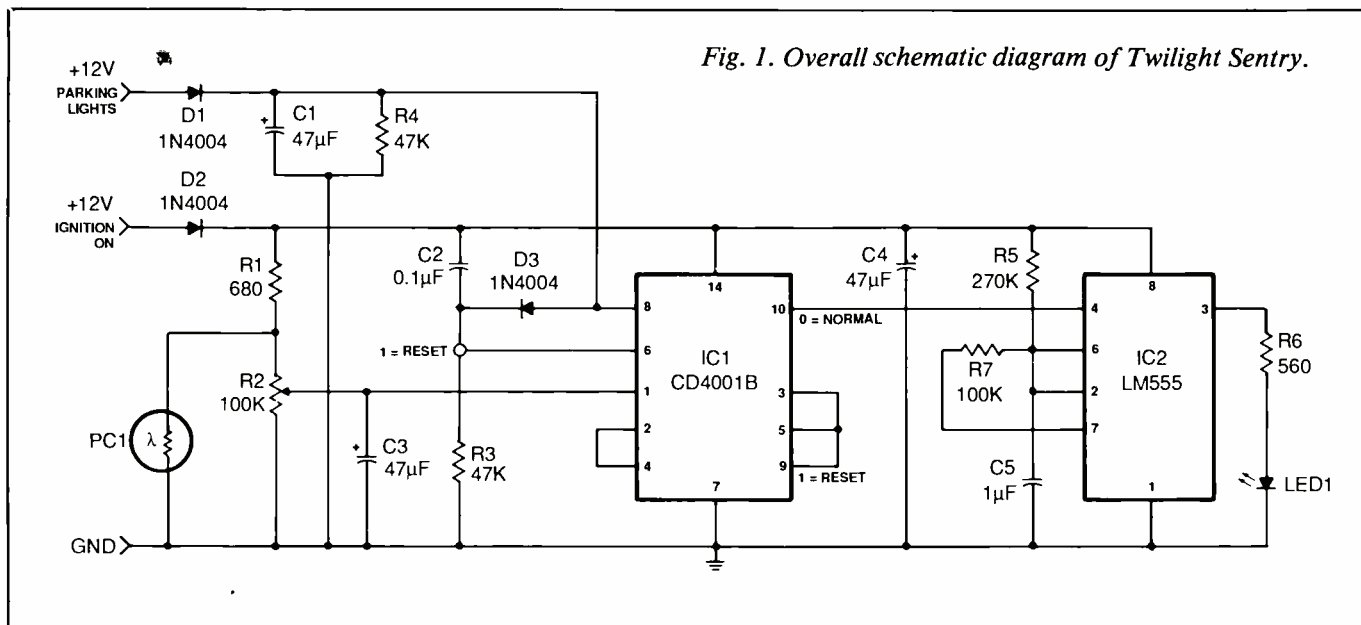 Fig. 1. Overall schematic diagram of Twilight Sentry.
+12V
PARKING
LIGHTS
D1
1N4004
+
C1
47µF
R4
47K
+12V
IGNITION
ON
D2
1N4004
R1
680
C2
0.1µF
D3
1N4004
1 = RESET
R2
100K
PC1
λ
+
C3
47µF
R3
47K
GND
14
8
6
1
2
4
7
10
3
5
9
IC1
CD4001B
0 = NORMAL
1 = RESET
C4
+
47µF
R5
270K
R7
100K
C5
1µF
8
4
6
2
7
1
3
IC2
LM555
R6
560
LED1